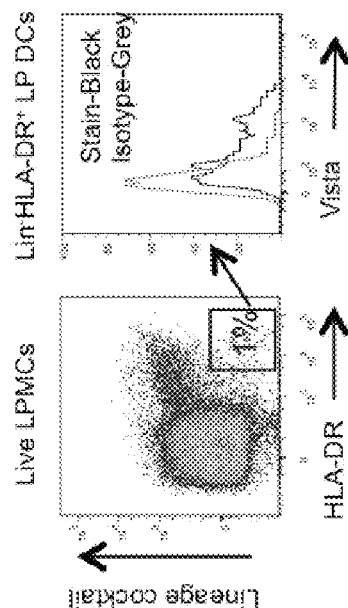 Live LPMCs
Lin⁻HLA-DR⁺ LP DCs
Lineage cocktail
HLA-DR
1%
Stain-Black
Isotype-Grey
Vista